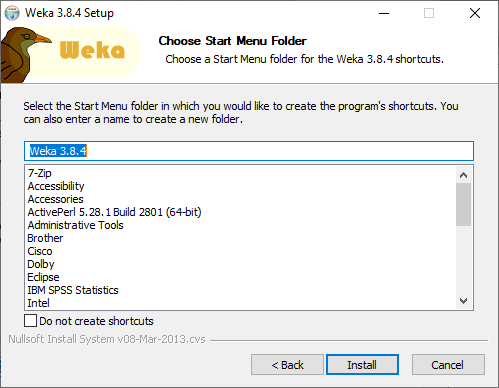 Weka 3.8.4 Setup
Weka
Choose Start Menu Folder
Choose a Start Menu folder for the Weka 3.8.4 shortcuts.
Select the Start Menu folder in which you would like to create the program's shortcuts. You
can also enter a name to create a new folder.
Weka 3.8.4
7-Zip
Accessibility
Accessories
ActivePerl 5.28.1 Build 2801 (64-bit)
Administrative Tools
Brother
Cisco
Dolby
Eclipse
IBM SPSS Statistics
Intel
Do not create shortcuts
Nullsoft Install System v08-Mar-2013.cvs
< Back
Install
Cancel